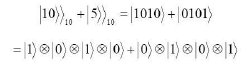 |10⟩⟩₁₀ + |5⟩⟩₁₀ = |1010⟩ + |0101⟩
= |1⟩⊗|0⟩⊗|1⟩⊗|0⟩ + |0⟩⊗|1⟩⊗|0⟩⊗|1⟩